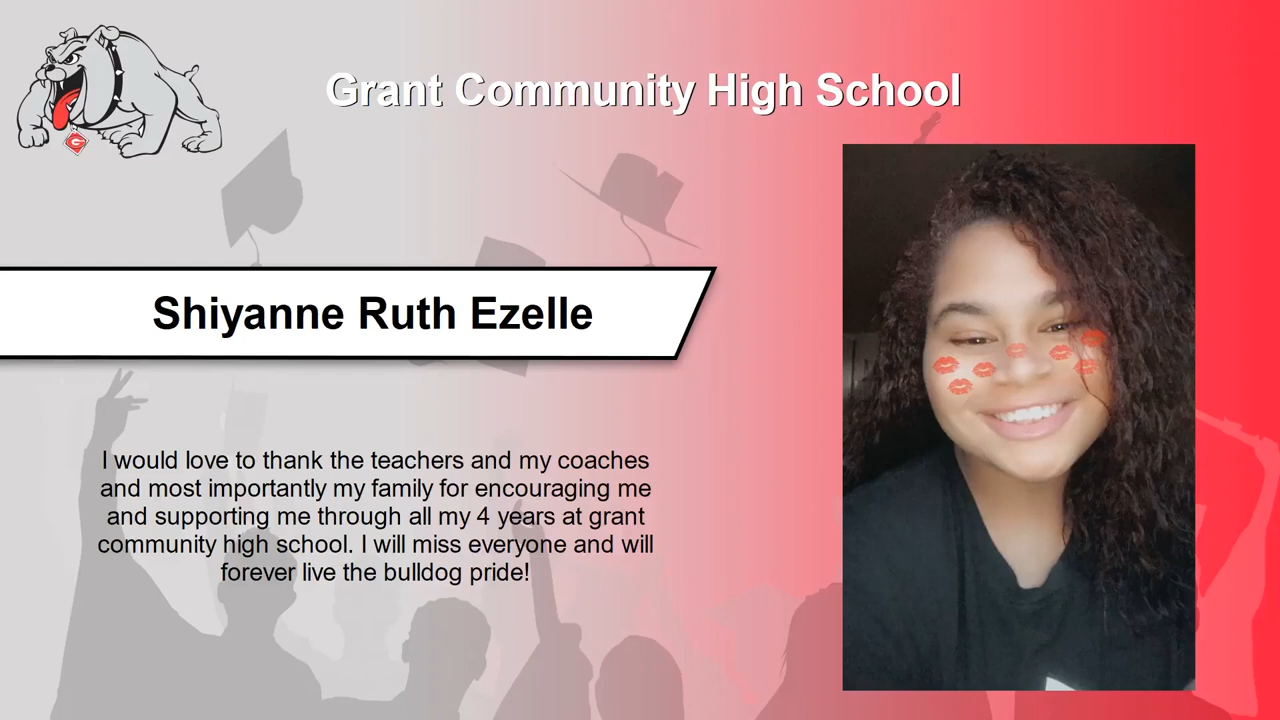 Grant Community High School
G
Shiyanne Ruth Ezelle
I would love to thank the teachers and my coaches
and most importantly my family for encouraging me
and supporting me through all my 4 years at grant
community high school. I will miss everyone and will
forever live the bulldog pride!